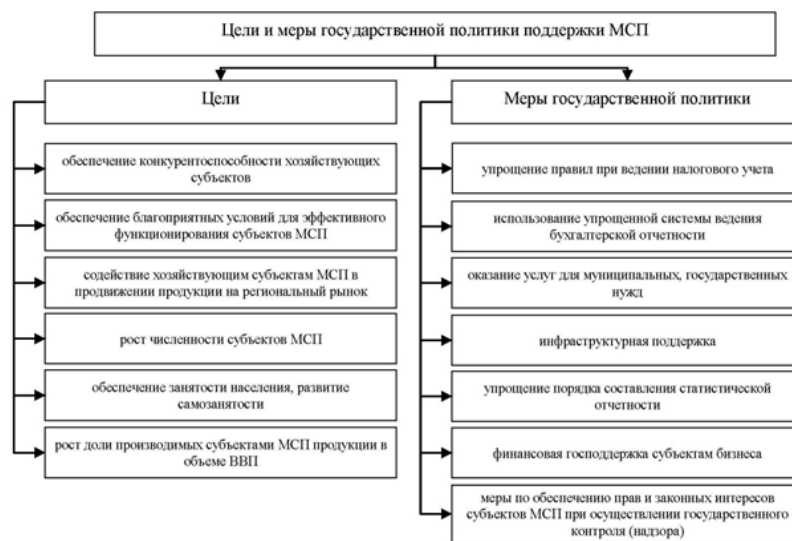 Цели и меры государственной политики поддержки МСП
Цели
обеспечение конкурентоспособности хозяйствующих
субъектов
обеспечение благоприятных условий для эффективного
функционирования субъектов МСП
содействие хозяйствующим субъектам МСП в
продвижении продукции на региональный рынок
рост численности субъектов МСП
обеспечение занятости населения, развитие
самозанятости
рост доли производимых субъектами МСП продукции в
объеме ВВП
Меры государственной политики
упрощение правил при ведении налогового учета
использование упрощенной системы ведения
бухгалтерской отчетности
оказание услуг для муниципальных, государственных
нужд
инфраструктурная поддержка
упрощение порядка составления статистической
отчетности
финансовая господдержка субъектам бизнеса
меры по обеспечению прав и законных интересов
субъектов МСП при осуществлении государственного
контроля (надзора)